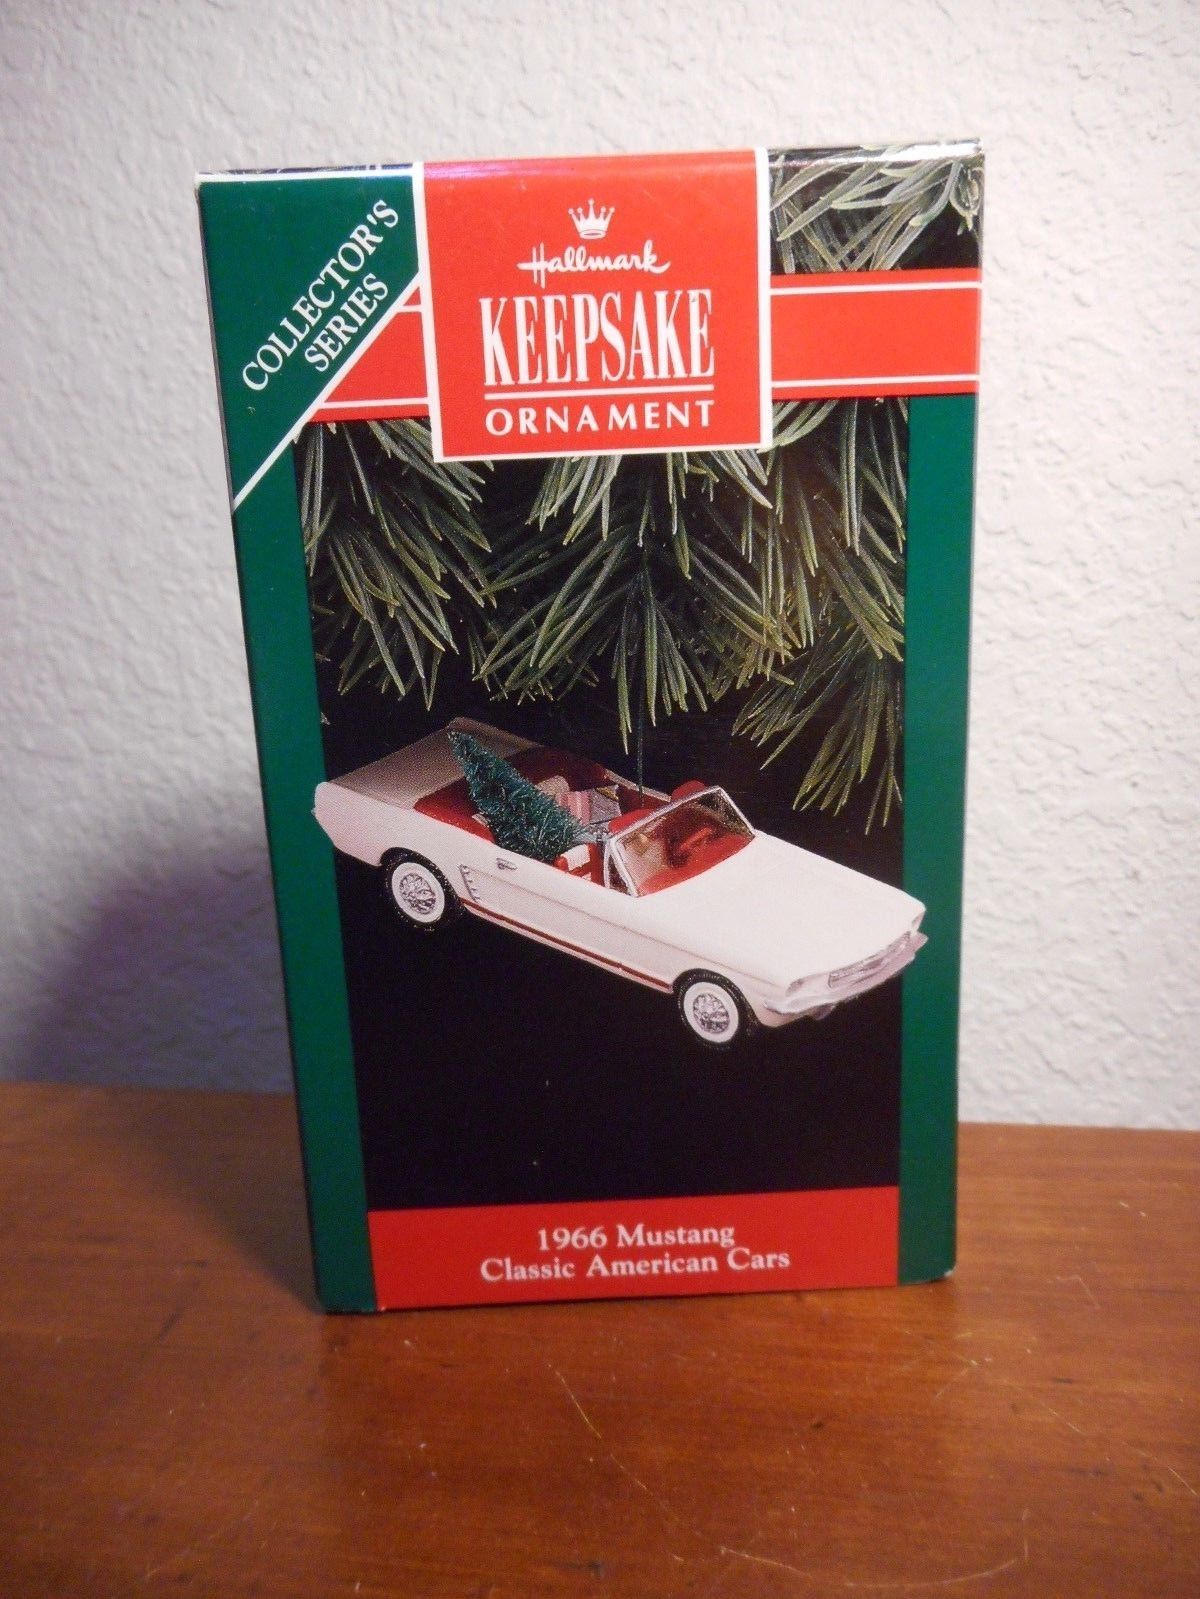 COLLECTOR'S
SERIES
Hallmark
KEEPSAKE
ORNAMENT
1966 Mustang
Classic American Cars